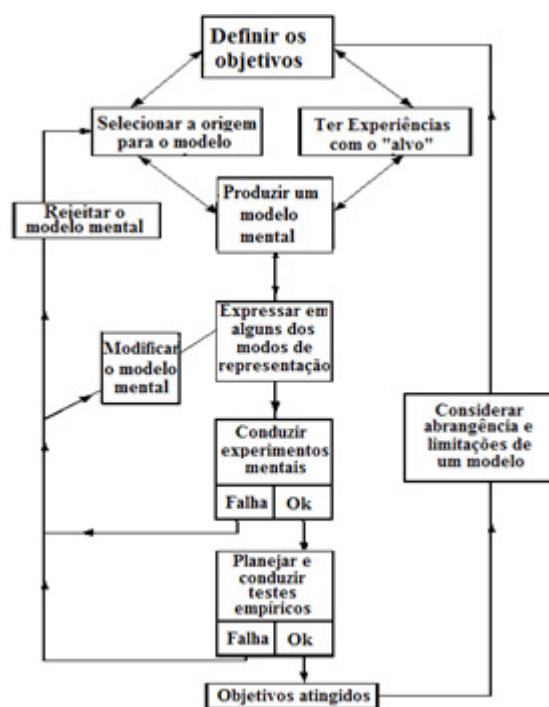 Definir os
objetivos
Selecionar a origem
para o modelo
Ter Experiências
com o "alvo"
Produzir um
modelo
mental
Rejeitar o
modelo mental
Expressar em
alguns dos
modos de
representação
Modificar
o modelo
mental
Considerar
abrangência e
limitações de
um modelo
Conduzir
experimentos
mentais
Falha Ok
Planejar e
conduzir
testes
empíricos
Falha Ok
Objetivos atingidos